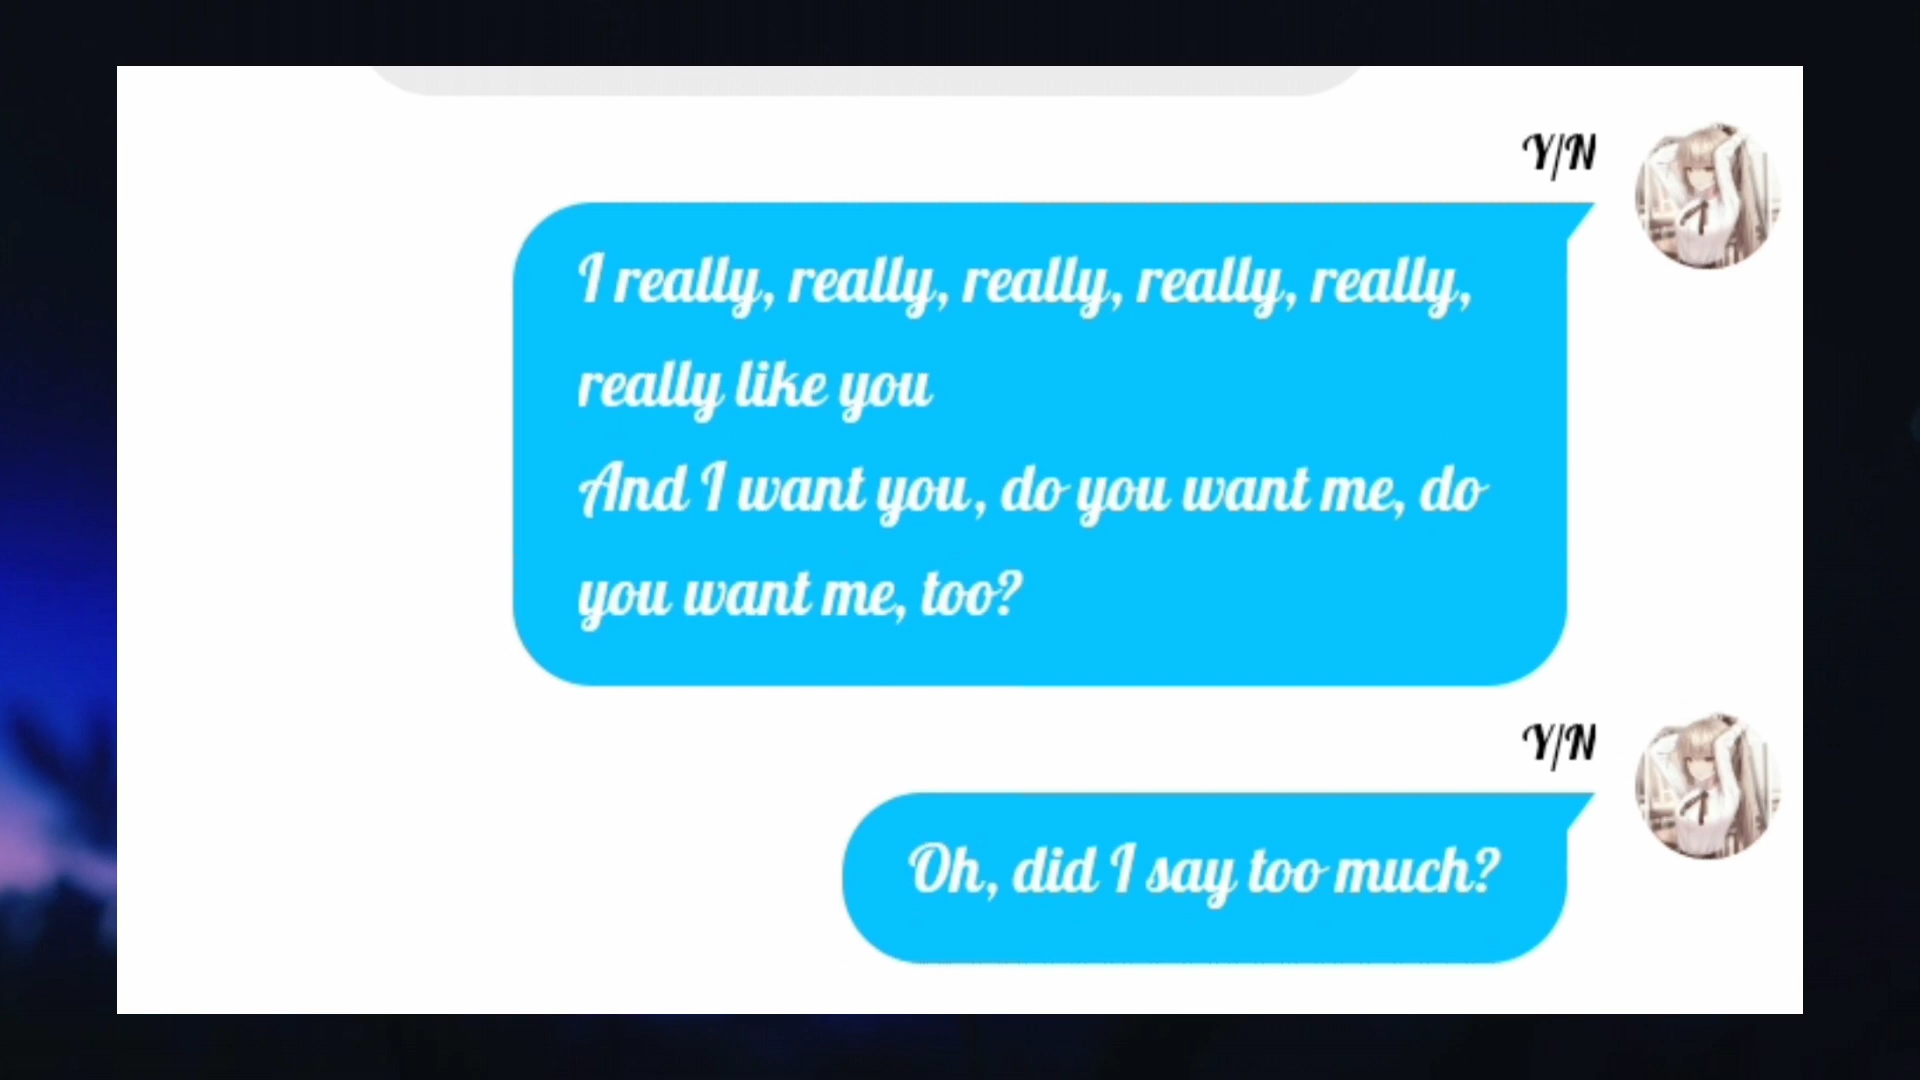 Y/N
I really, really, really, really, really,
really like you
And I want you, do you want me, do
you want me, too?
Y/N
Oh, did I say too much?